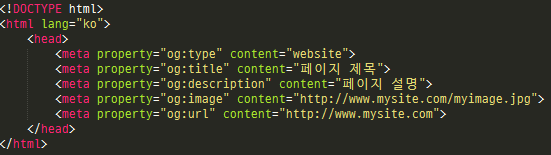 <!DOCTYPE html>
<html lang="ko">
<head>
<meta property="og:type" content="website">
<meta property="og:title" content="페이지 제목">
<meta property="og:description" content="페이지 설명">
<meta property="og:image" content="http://www.mysite.com/myimage.jpg">
<meta property="og:url" content="http://www.mysite.com">
</head>
</html>